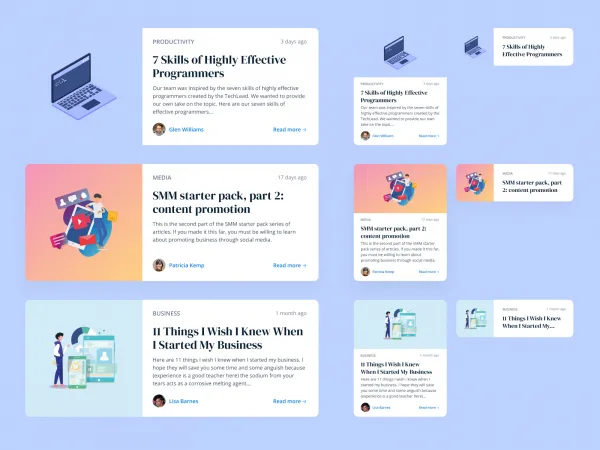 PRODUCTIVITY 3 days ago
7 Skills of Highly Effective
Programmers
Our team was inspired by the seven skills of highly effective
programmers created by the TechLead. We wanted to provide
our own take on the topic. Here are our seven skills of
effective programmers...
Glen Williams Read more →
PRODUCTIVITY 3 days ago
7 Skills of Highly Effective
Programmers
Our team was inspired by the seven skills of highly
effective programmers created by the TechLead. We wanted to provide our own
take on the topic...
Glen Williams Read more →
PRODUCTIVITY 3 days ago
7 Skills of Highly
Effective Programmers
MEDIA 17 days ago
SMM starter pack, part 2:
content promotion
This is the second part of the SMM starter pack series of
articles. If you made it this far, you must be willing to learn
about promoting business through social media.
Patricia Kemp Read more →
MEDIA 17 days ago
SMM starter pack, part 2:
content promotion
This is the second part of the SMM starter
pack series of articles. If you made it this far,
you must be willing to learn about
promoting business through social media.
Patricia Kemp Read more →
MEDIA 17 days ago
SMM starter pack, part
2: content promotion
BUSINESS 1 month ago
11 Things I Wish I Knew When
I Started My Business
Here are 11 things i wish i knew when i started my business. I
hope they will save you some time and some anguish because
(experience is a good teacher here) the sodium from your
tears acts as a corrosive melting agent...
Lisa Barnes Read more →
BUSINESS 1 month ago
11 Things I Wish I Knew
When I Started My Business
Here are 11 things i wish i knew when i
started my business. I hope they will save
you some time and some anguish because
(experience is a good teacher here)...
Lisa Barnes Read more →
BUSINESS 1 month ago
11 Things I Wish I Knew
When I Started My...